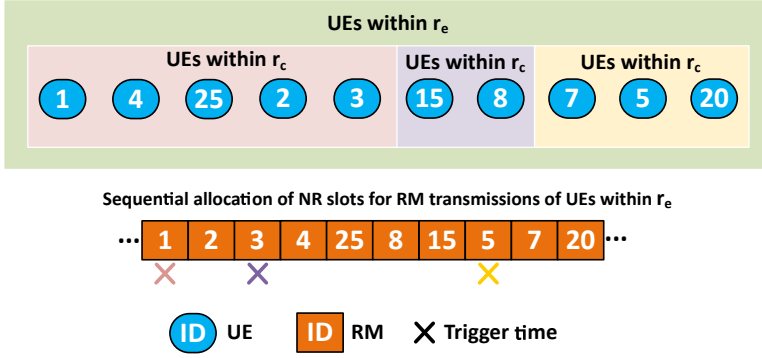 UEs within re
UEs within rc UEs within rc UEs within rc
1 4 25 2 3 15 8 7 5 20
Sequential allocation of NR slots for RM transmissions of UEs within re
... 1 2 3 4 25 8 15 5 7 20 ...
ID UE ID RM Trigger time